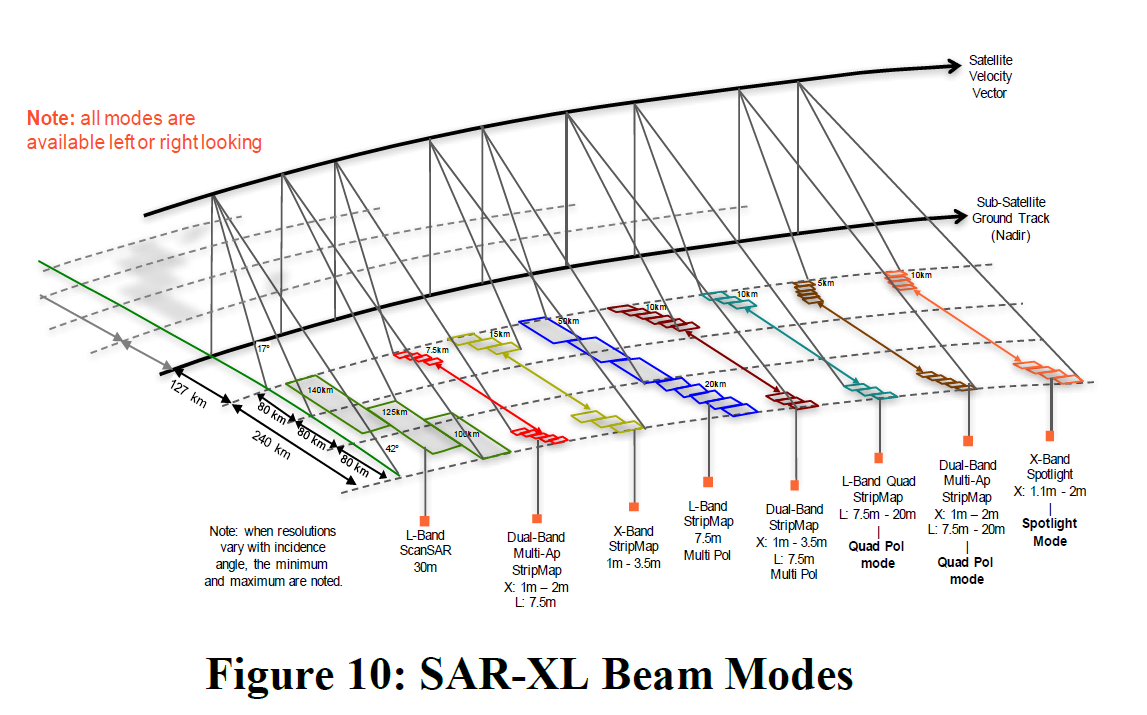 Satellite
Velocity
Vector
Note: all modes are
available left or right looking
Sub-Satellite
Ground Track
(Nadir)
10km
5km
10km
10km
50km
15km
7.5km
17°
20km
140km
125km
100km
127 km
80 km
80 km
80 km
240 km
42°
Note: when resolutions
vary with incidence
angle, the minimum
and maximum are noted.
L-Band
ScanSAR
30m
Dual-Band
Multi-Ap
StripMap
X: 1m – 2m
L: 7.5m
X-Band
StripMap
1m - 3.5m
L-Band
StripMap
7.5m
Multi Pol
Dual-Band
StripMap
X: 1m - 3.5m
L: 7.5m
Multi Pol
L-Band Quad
StripMap
L: 7.5m - 20m
|
Quad Pol
mode
Dual-Band
Multi-Ap
StripMap
X: 1m – 2m
L: 7.5m - 20m
|
Quad Pol
mode
X-Band
Spotlight
X: 1.1m - 2m
|
Spotlight
Mode
Figure 10: SAR-XL Beam Modes